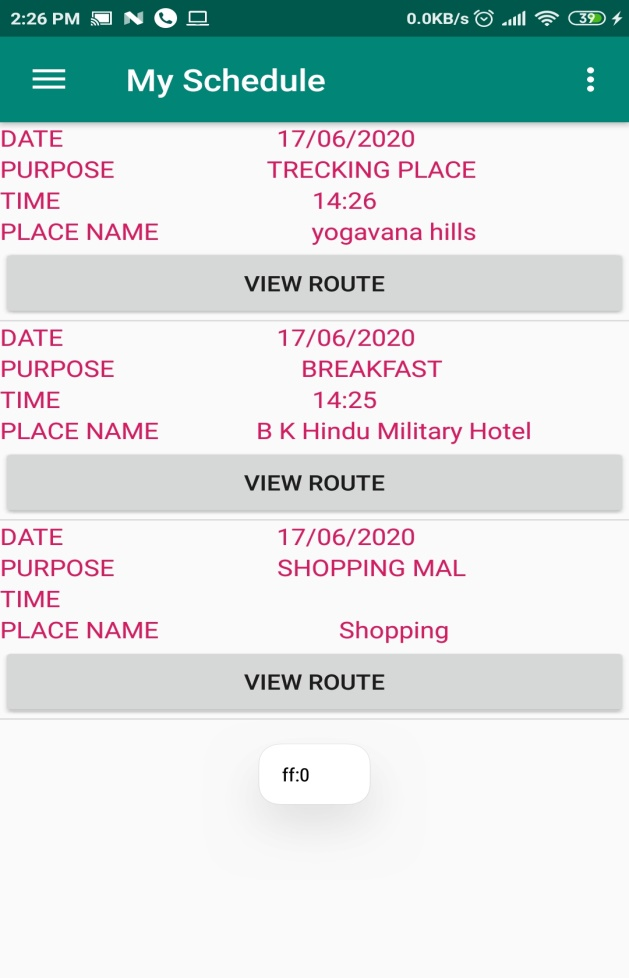 2:26 PM 0.0KB/s 39
My Schedule
DATE 17/06/2020
PURPOSE TRECKING PLACE
TIME 14:26
PLACE NAME yogavana hills
VIEW ROUTE
DATE 17/06/2020
PURPOSE BREAKFAST
TIME 14:25
PLACE NAME B K Hindu Military Hotel
VIEW ROUTE
DATE 17/06/2020
PURPOSE SHOPPING MAL
TIME
PLACE NAME Shopping
VIEW ROUTE
ff:0